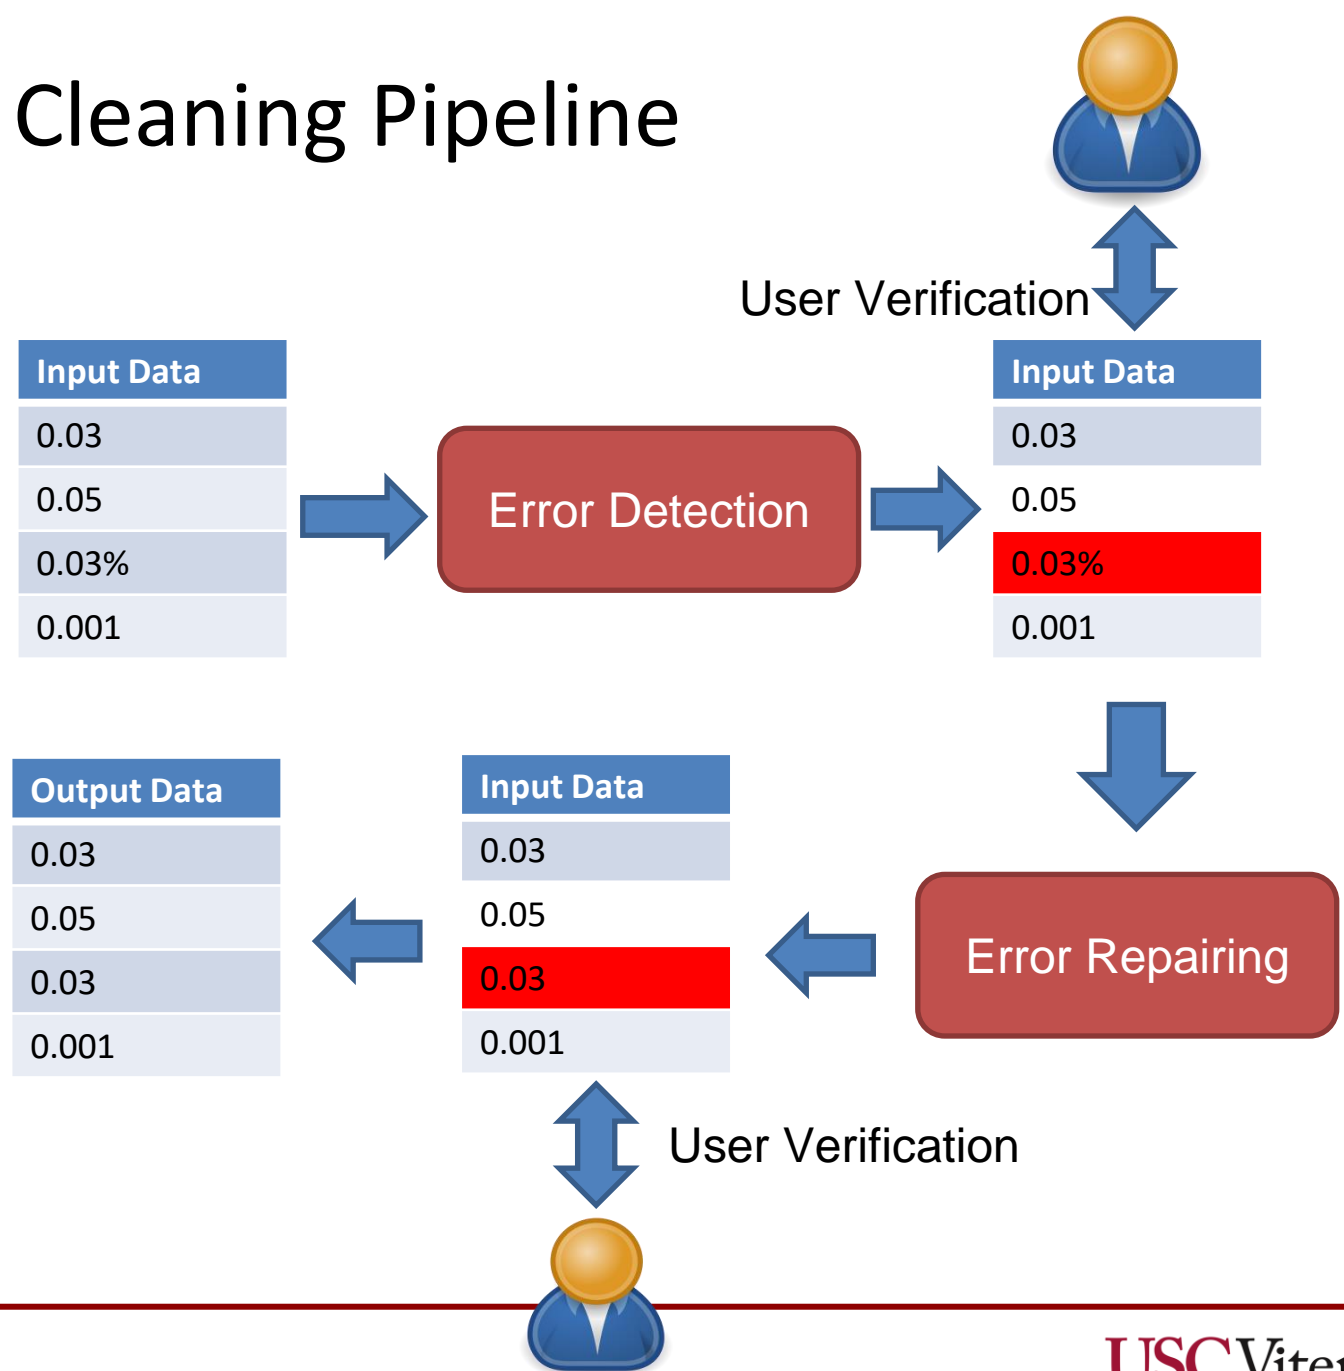 Cleaning Pipeline
User Verification
Input Data
0.03
0.05
0.03%
0.001
Error Detection
Input Data
0.03
0.05
0.03%
0.001
Error Repairing
Input Data
0.03
0.05
0.03
0.001
Output Data
0.03
0.05
0.03
0.001
User Verification
USC